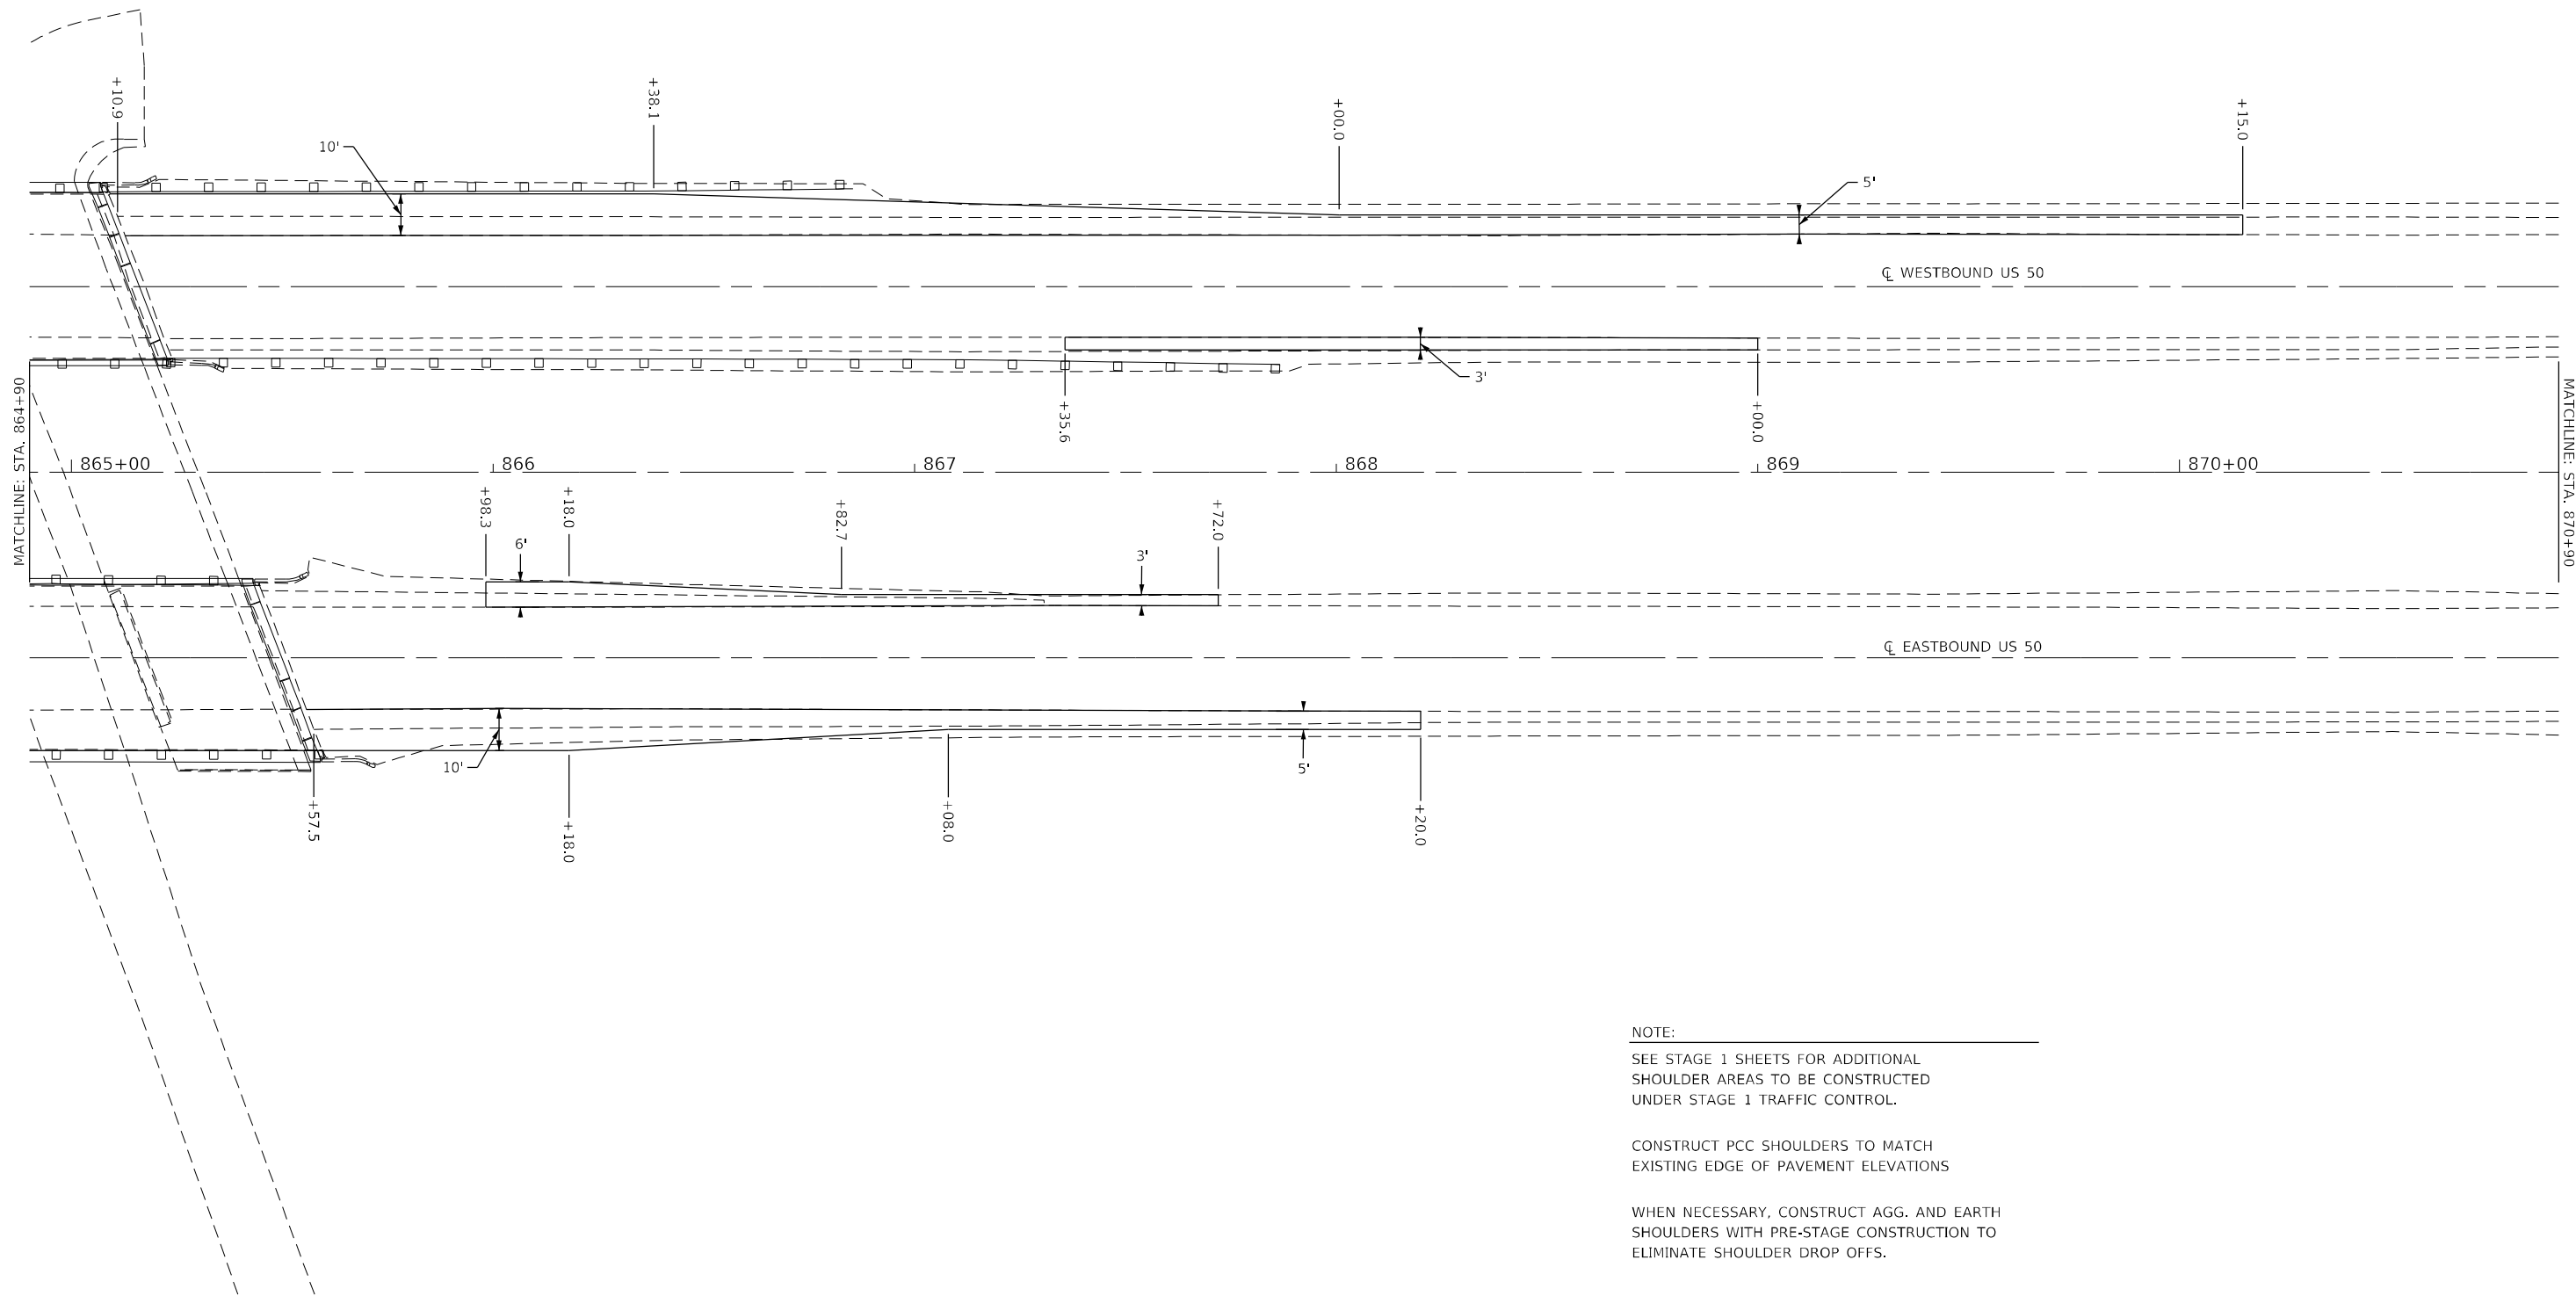 +10.9
+38.1
+00.0
+15.0
10'
5'
℄ WESTBOUND US 50
3'
+35.6
+00.0
MATCHLINE: STA. 864+90
MATCHLINE: STA. 870+90
865+00
866
867
868
869
870+00
+98.3
+18.0
+82.7
+72.0
6'
3'
℄ EASTBOUND US 50
10'
5'
+57.5
+18.0
+08.0
+20.0
NOTE:
SEE STAGE 1 SHEETS FOR ADDITIONAL
SHOULDER AREAS TO BE CONSTRUCTED
UNDER STAGE 1 TRAFFIC CONTROL.
CONSTRUCT PCC SHOULDERS TO MATCH
EXISTING EDGE OF PAVEMENT ELEVATIONS
WHEN NECESSARY, CONSTRUCT AGG. AND EARTH
SHOULDERS WITH PRE-STAGE CONSTRUCTION TO
ELIMINATE SHOULDER DROP OFFS.